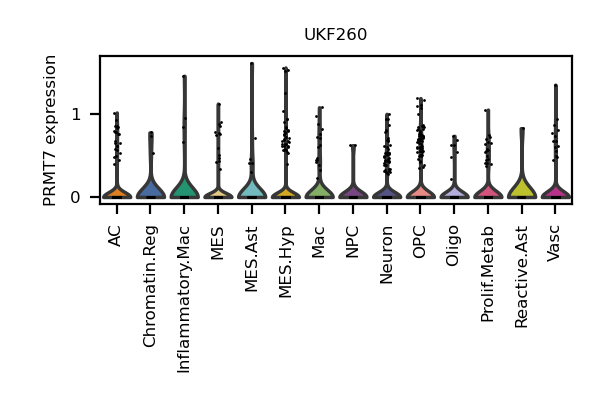 UKF260
PRMT7 expression
1
0
AC
Chromatin.Reg
Inflammatory.Mac
MES
MES.Ast
MES.Hyp
Mac
NPC
Neuron
OPC
Oligo
Prolif.Metab
Reactive.Ast
Vasc